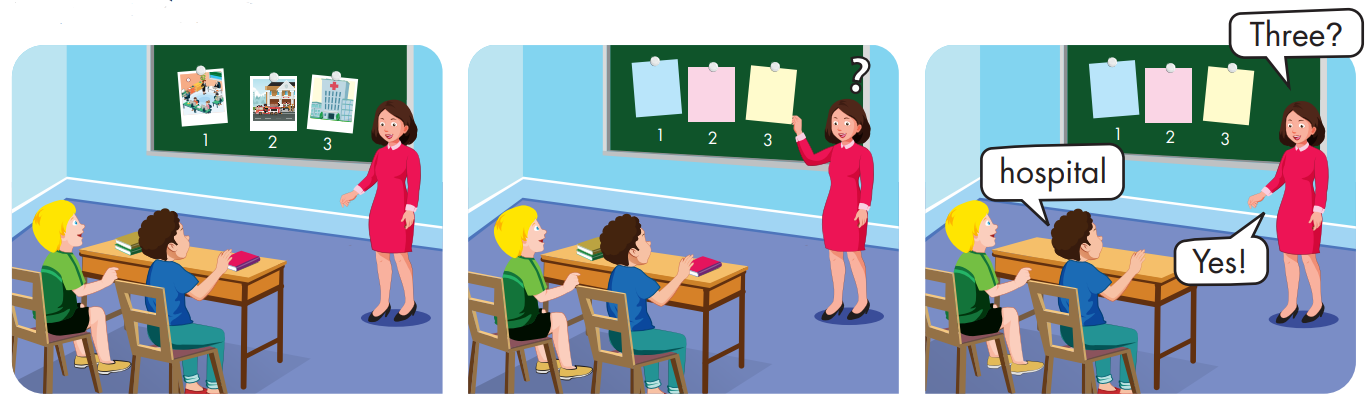 1 2 3
?
1 2 3
Three?
1 2 3
hospital
Yes!